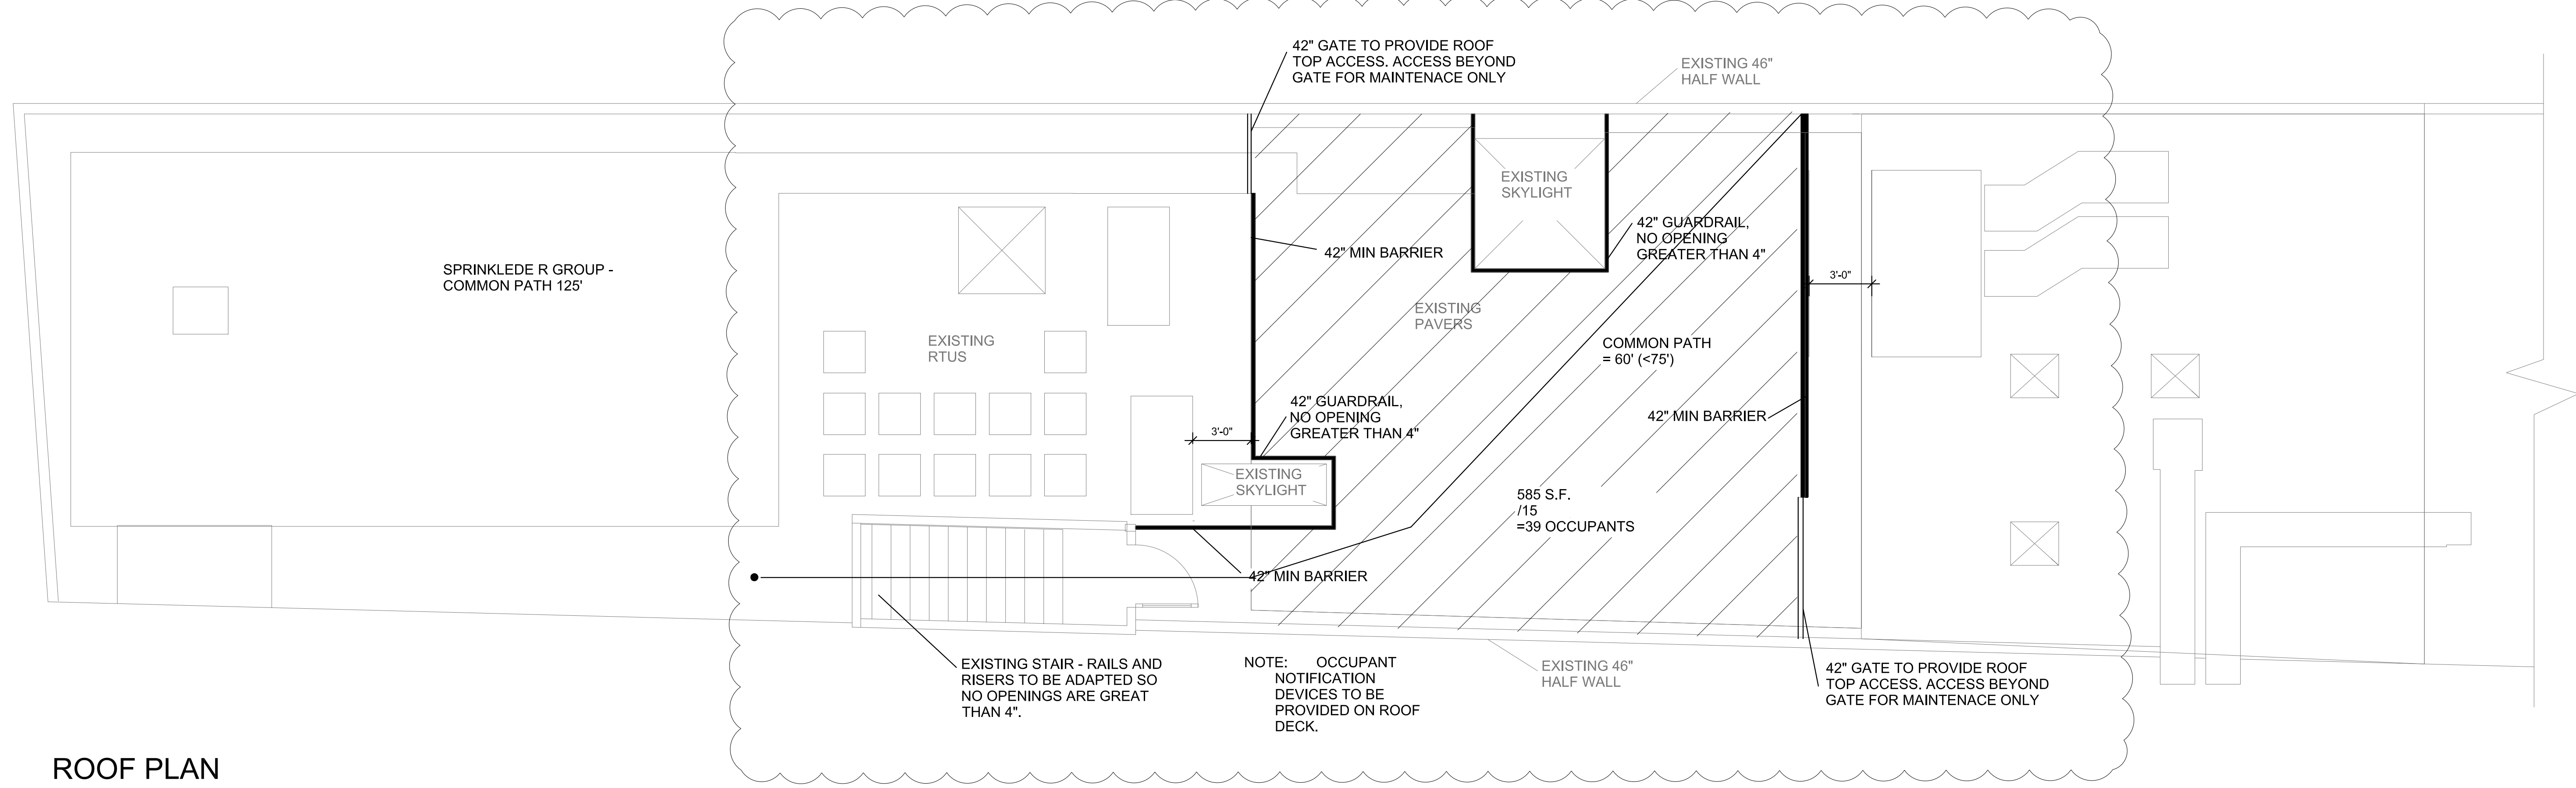 42" GATE TO PROVIDE ROOF
TOP ACCESS. ACCESS BEYOND
GATE FOR MAINTENACE ONLY
EXISTING 46"
HALF WALL
SPRINKLEDE R GROUP -
COMMON PATH 125'
EXISTING
RTUS
42" MIN BARRIER
EXISTING
SKYLIGHT
42" GUARDRAIL,
NO OPENING
GREATER THAN 4"
3'-0"
EXISTING
PAVERS
COMMON PATH
= 60' (<75')
42" MIN BARRIER
42" GUARDRAIL,
NO OPENING
GREATER THAN 4"
3'-0"
EXISTING
SKYLIGHT
585 S.F.
/15
=39 OCCUPANTS
42" MIN BARRIER
EXISTING STAIR - RAILS AND
RISERS TO BE ADAPTED SO
NO OPENINGS ARE GREAT
THAN 4".
NOTE: OCCUPANT
NOTIFICATION
DEVICES TO BE
PROVIDED ON ROOF
DECK.
EXISTING 46"
HALF WALL
42" GATE TO PROVIDE ROOF
TOP ACCESS. ACCESS BEYOND
GATE FOR MAINTENACE ONLY
ROOF PLAN